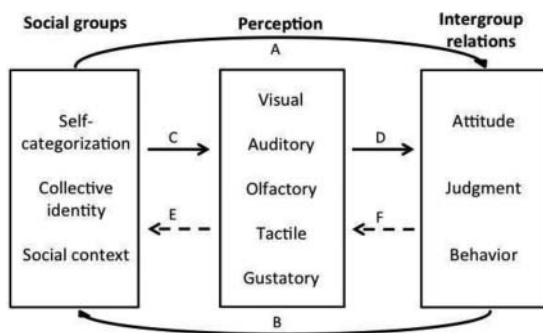 Social groups
Perception
Intergroup
relations
A
Self-
categorization
Collective
identity
Social context
C
E
Visual
Auditory
Olfactory
Tactile
Gustatory
D
F
Attitude
Judgment
Behavior
B